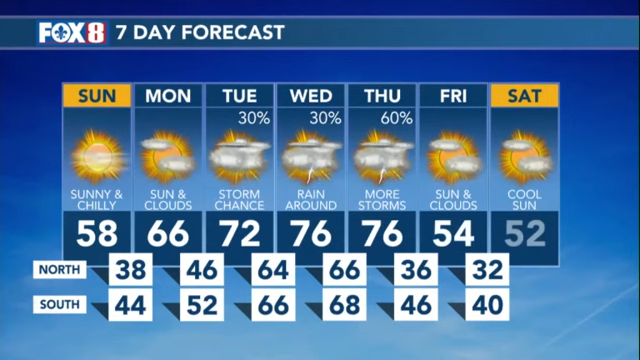 FOX 8 7 DAY FORECAST
SUN MON TUE WED THU FRI SAT
30% 30% 60%
SUNNY & CHILLY SUN & CLOUDS STORM CHANCE RAIN AROUND MORE STORMS SUN & CLOUDS COOL SUN
58 66 72 76 76 54 52
NORTH 38 46 64 66 36 32
SOUTH 44 52 66 68 46 40